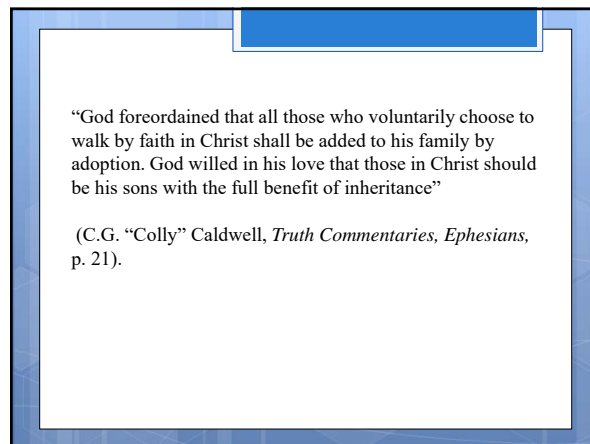 “God foreordained that all those who voluntarily choose to
walk by faith in Christ shall be added to his family by
adoption. God willed in his love that those in Christ should
be his sons with the full benefit of inheritance”
(C.G. “Colly” Caldwell, Truth Commentaries, Ephesians,
p. 21).